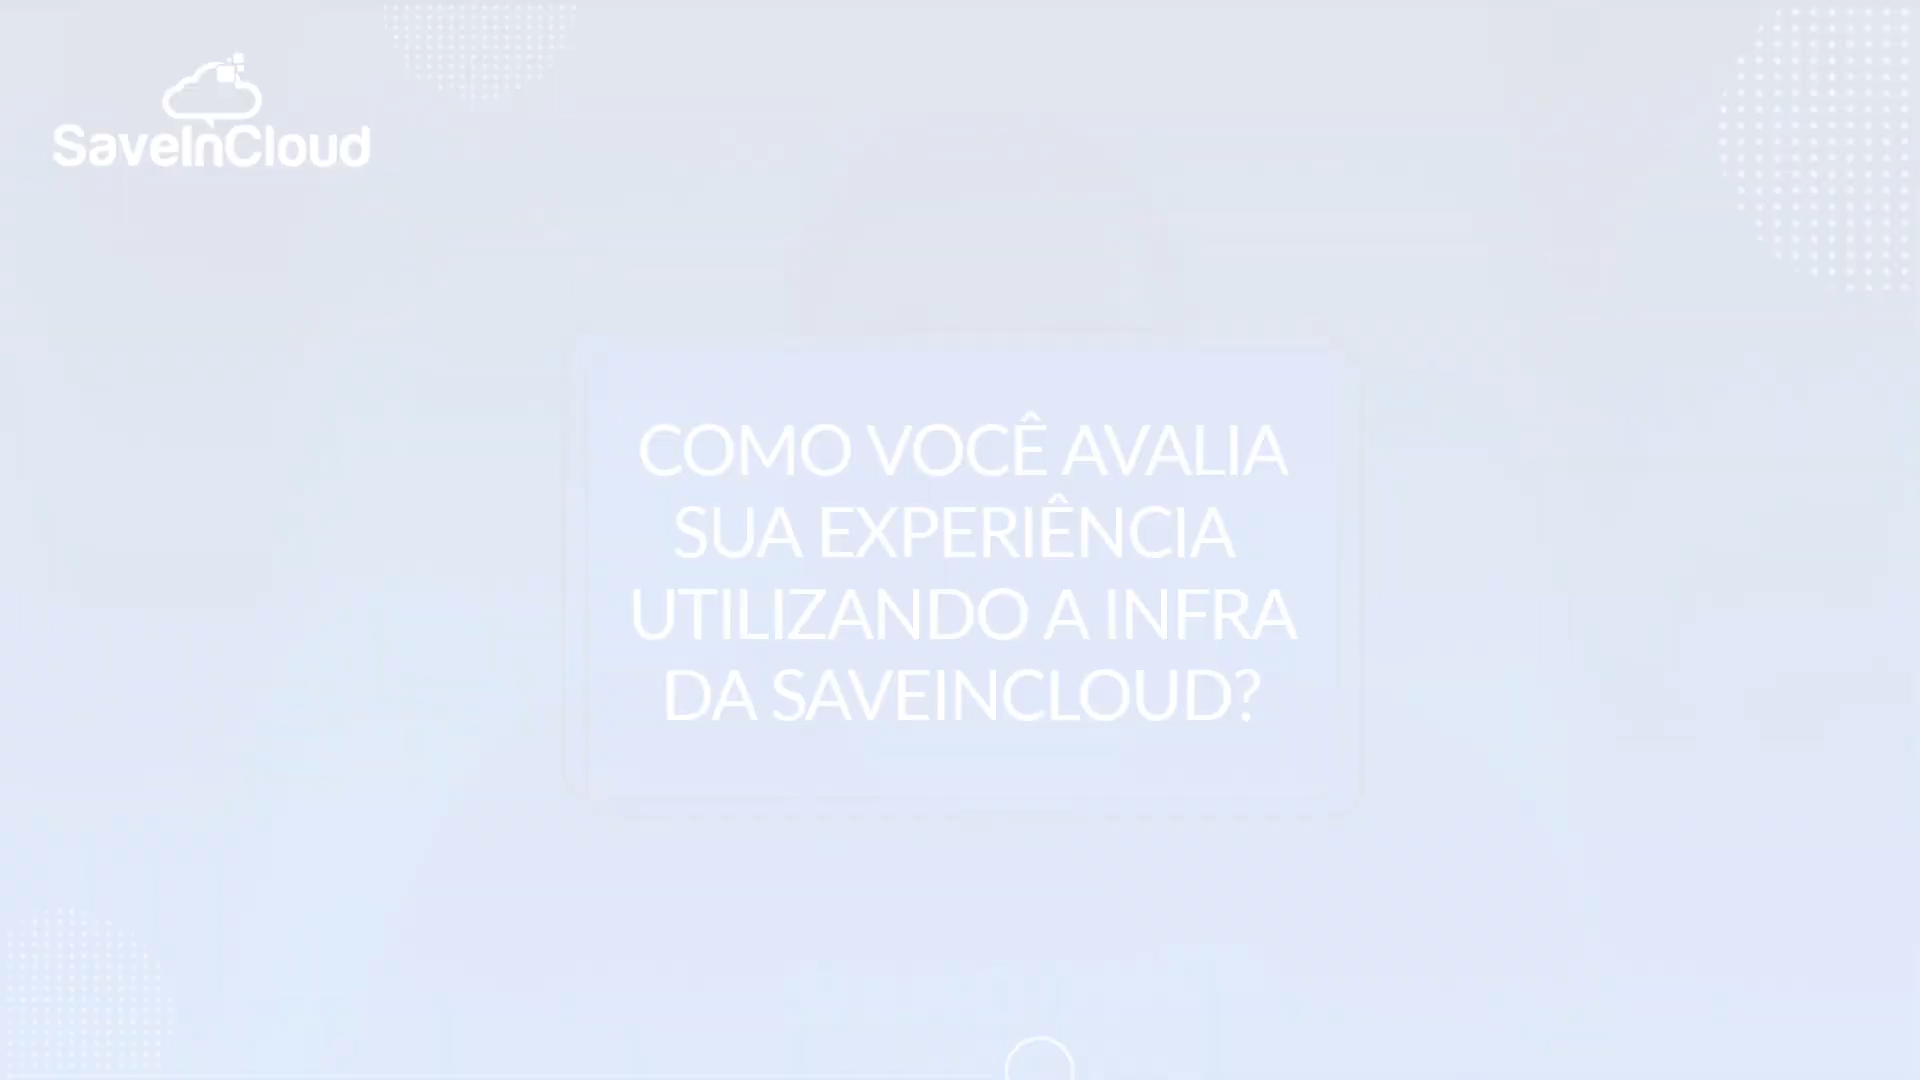 SaveInCloud
COMO VOCÊ AVALIA
SUA EXPERIÊNCIA
UTILIZANDO A INFRA
DA SAVEINCLOUD?